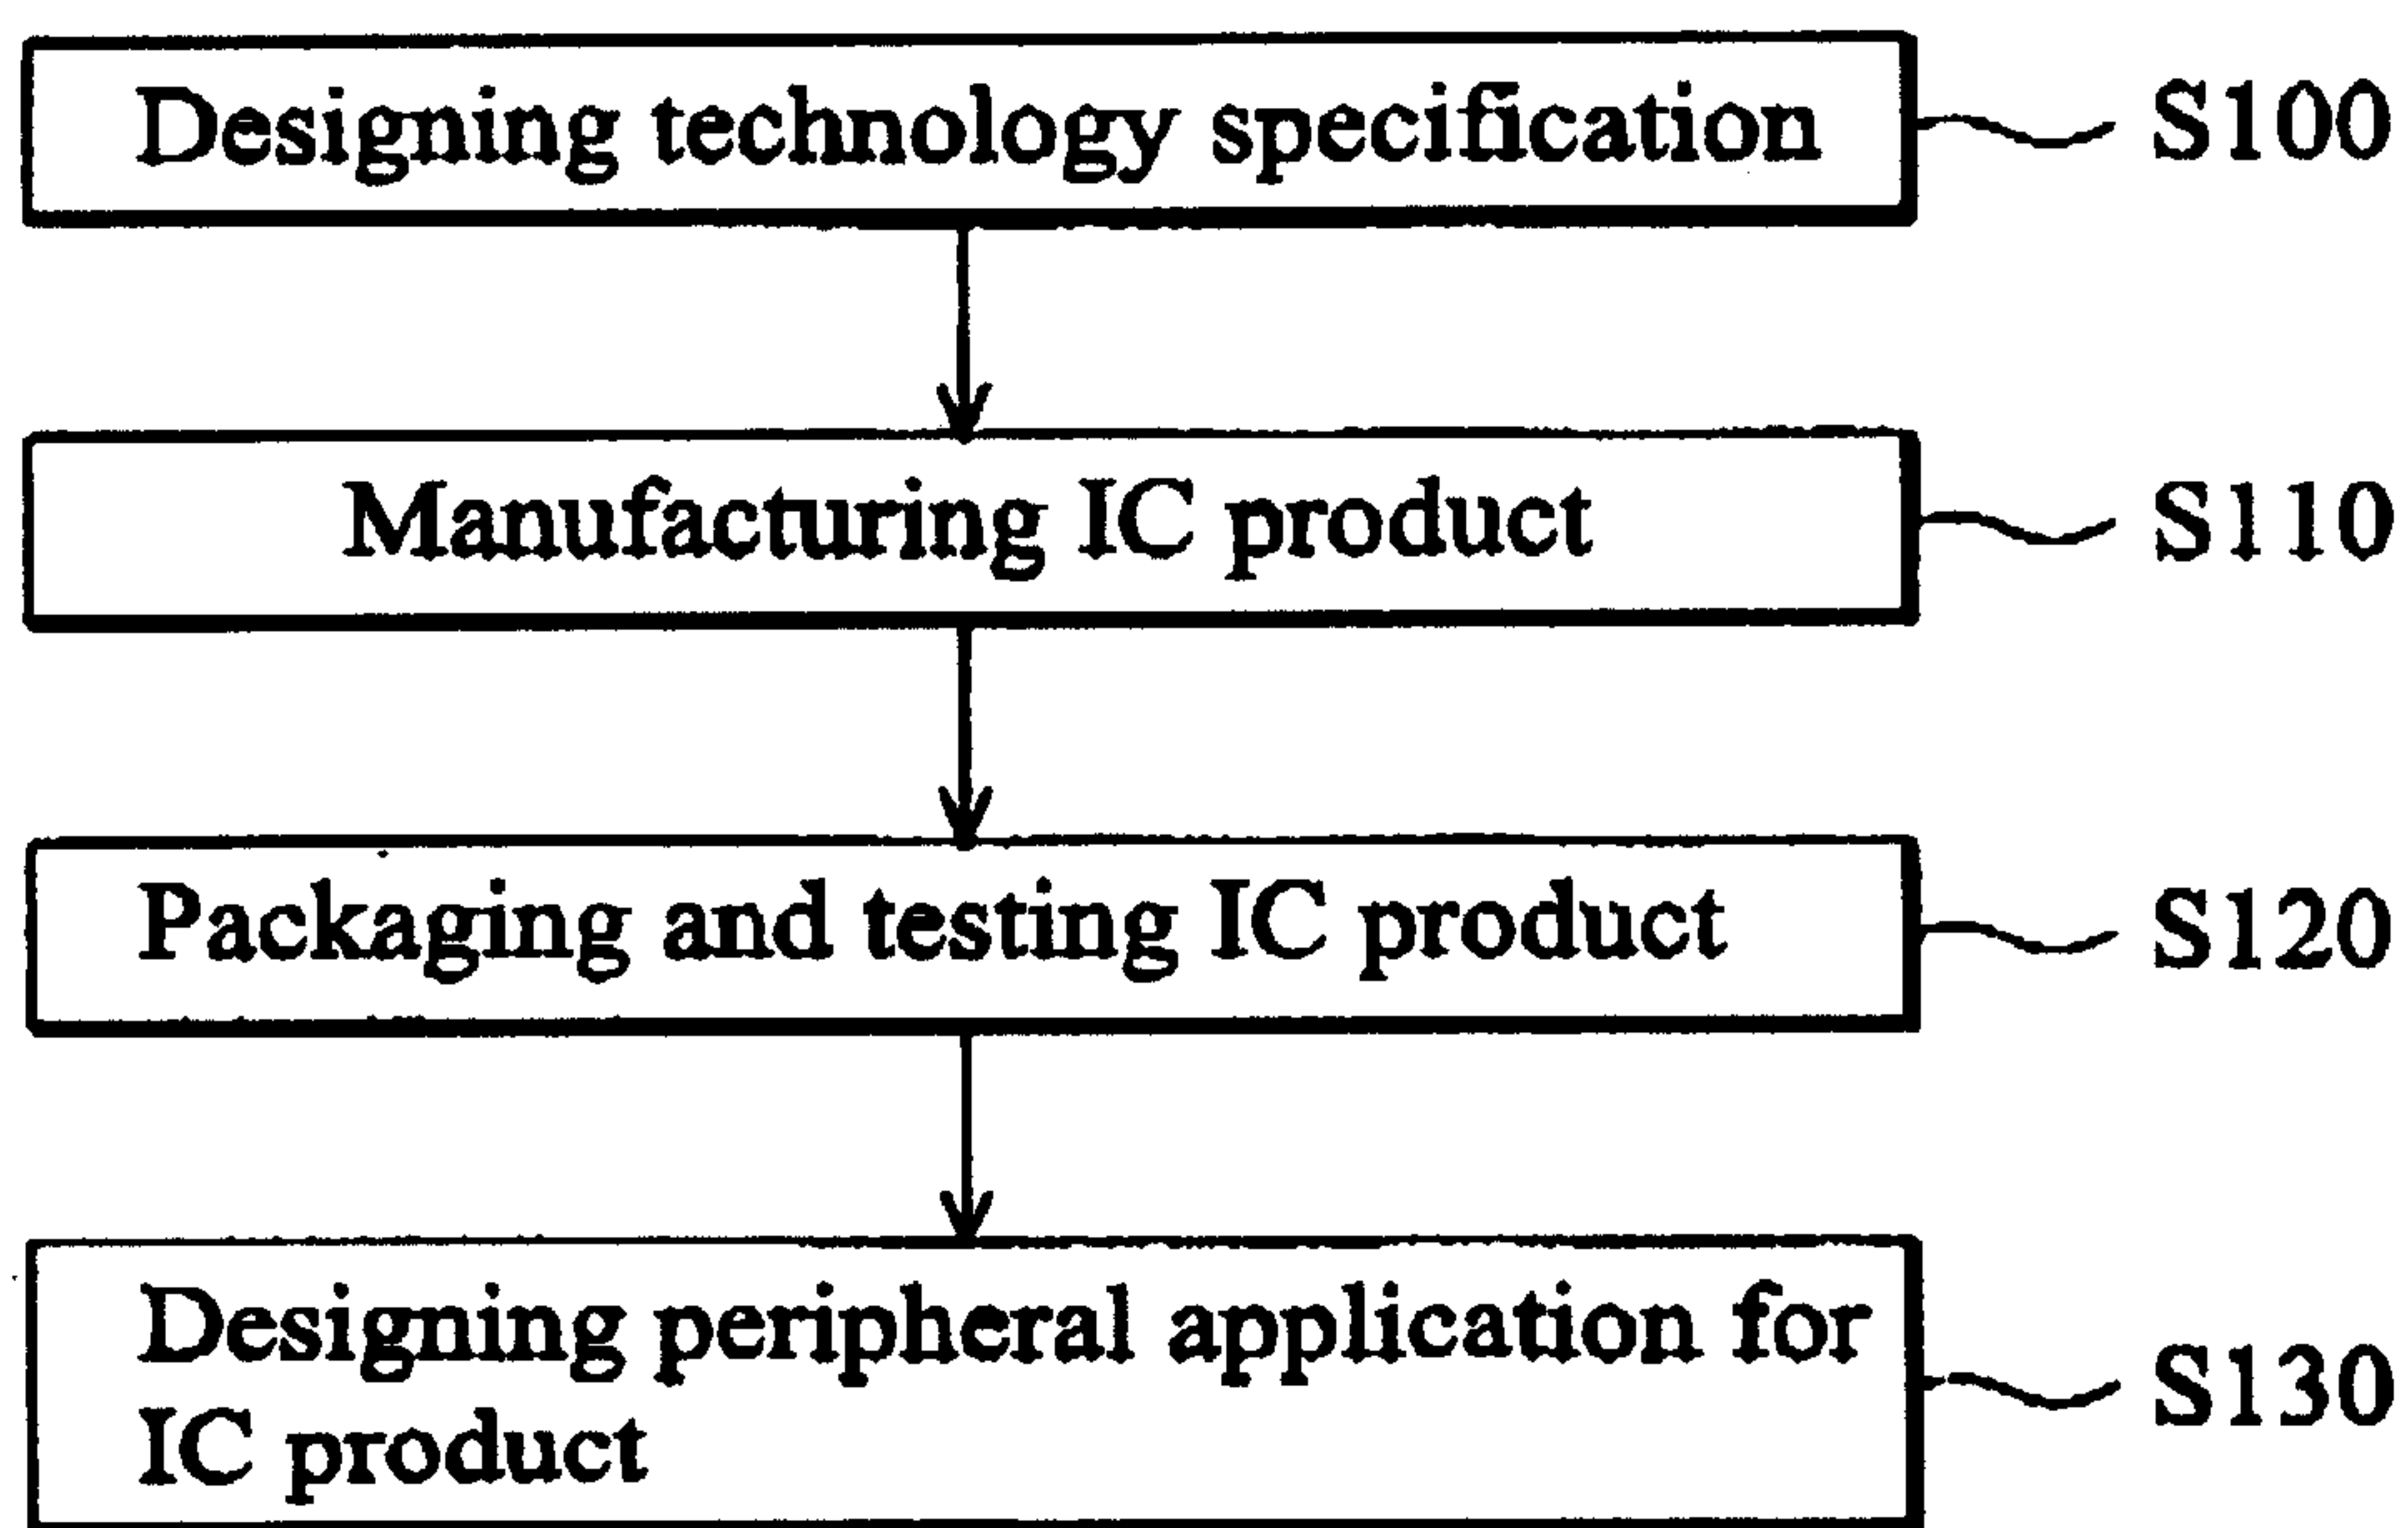 Designing technology specification
S100
Manufacturing IC product
S110
Packaging and testing IC product
S120
Designing peripheral application for
IC product
S130